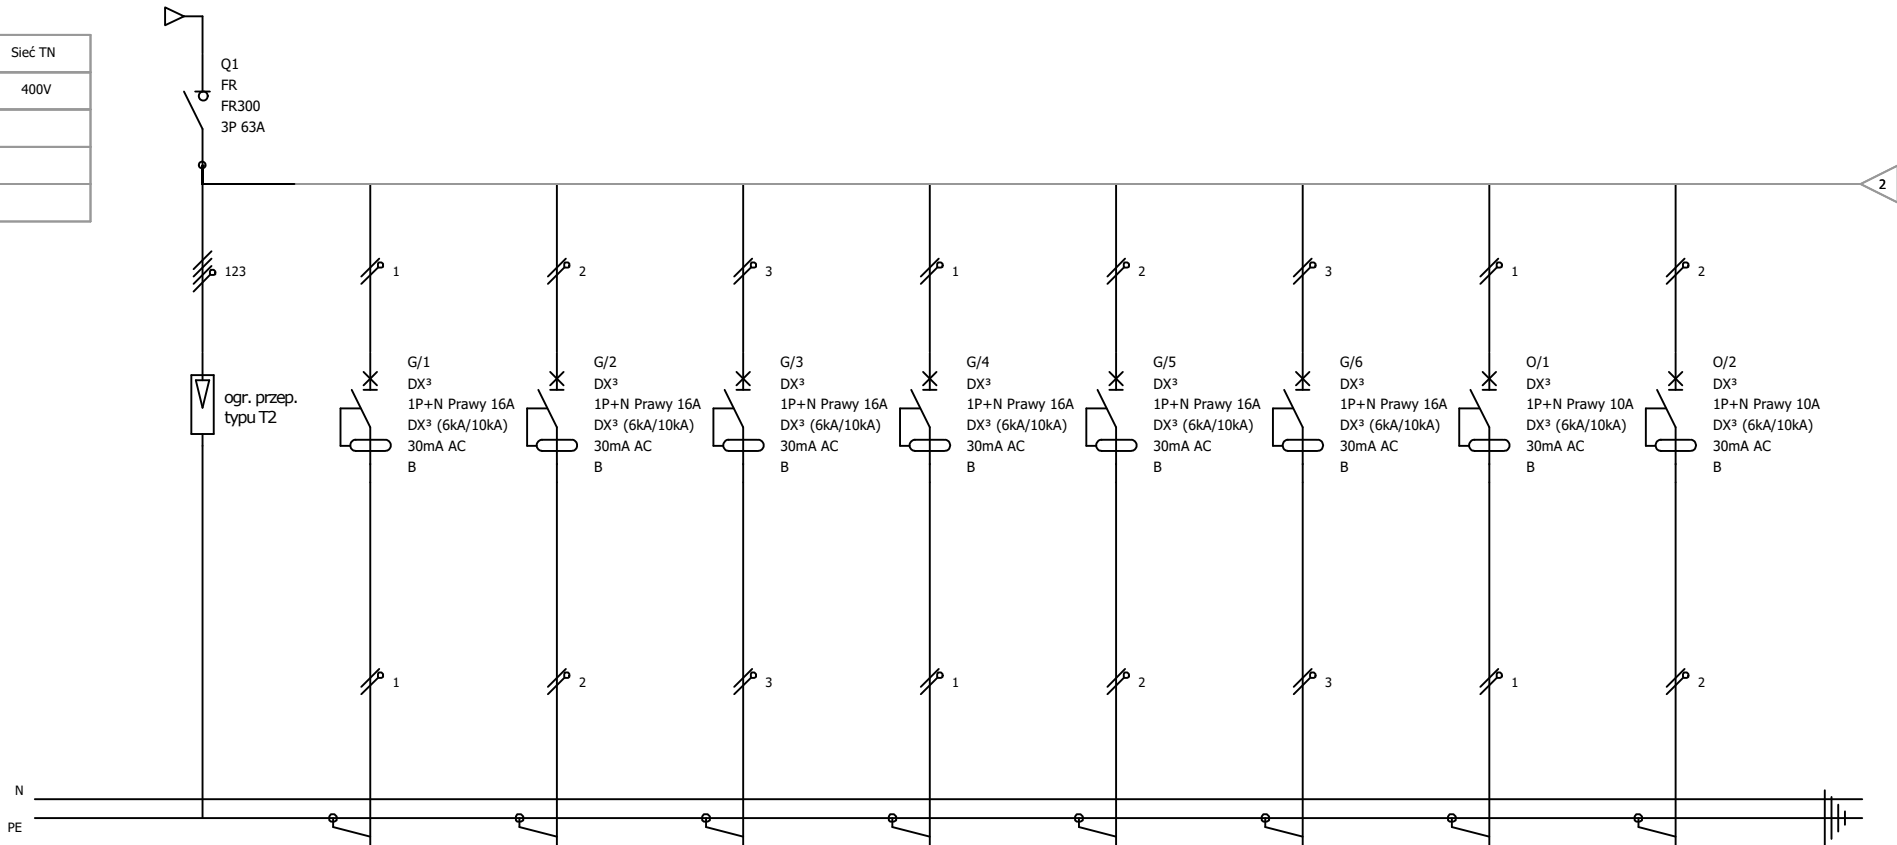 Sieć TN
400V
Q1
FR
FR300
3P 63A
2
123
1
2
3
1
2
3
1
2
ogr. przep.
typu T2
G/1
DX³
1P+N Prawy 16A
DX³ (6kA/10kA)
30mA AC
B
G/2
DX³
1P+N Prawy 16A
DX³ (6kA/10kA)
30mA AC
B
G/3
DX³
1P+N Prawy 16A
DX³ (6kA/10kA)
30mA AC
B
G/4
DX³
1P+N Prawy 16A
DX³ (6kA/10kA)
30mA AC
B
G/5
DX³
1P+N Prawy 16A
DX³ (6kA/10kA)
30mA AC
B
G/6
DX³
1P+N Prawy 16A
DX³ (6kA/10kA)
30mA AC
B
O/1
DX³
1P+N Prawy 10A
DX³ (6kA/10kA)
30mA AC
B
O/2
DX³
1P+N Prawy 10A
DX³ (6kA/10kA)
30mA AC
B
1
2
3
1
2
3
1
2
N
PE